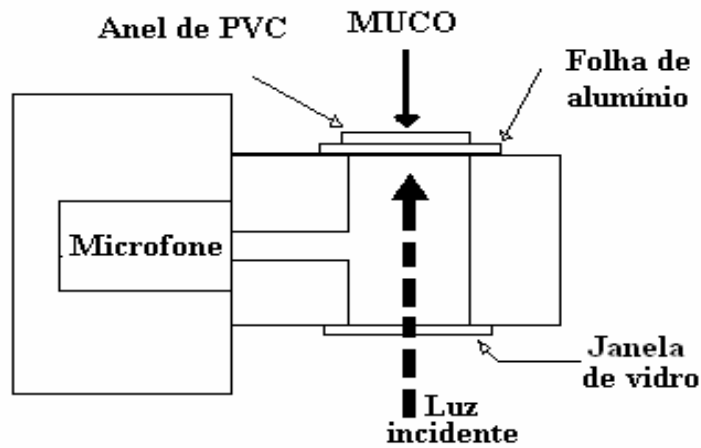 Anel de PVC
MUCO
Folha de
alumínio
Microfone
Janela
de vidro
Luz
incidente